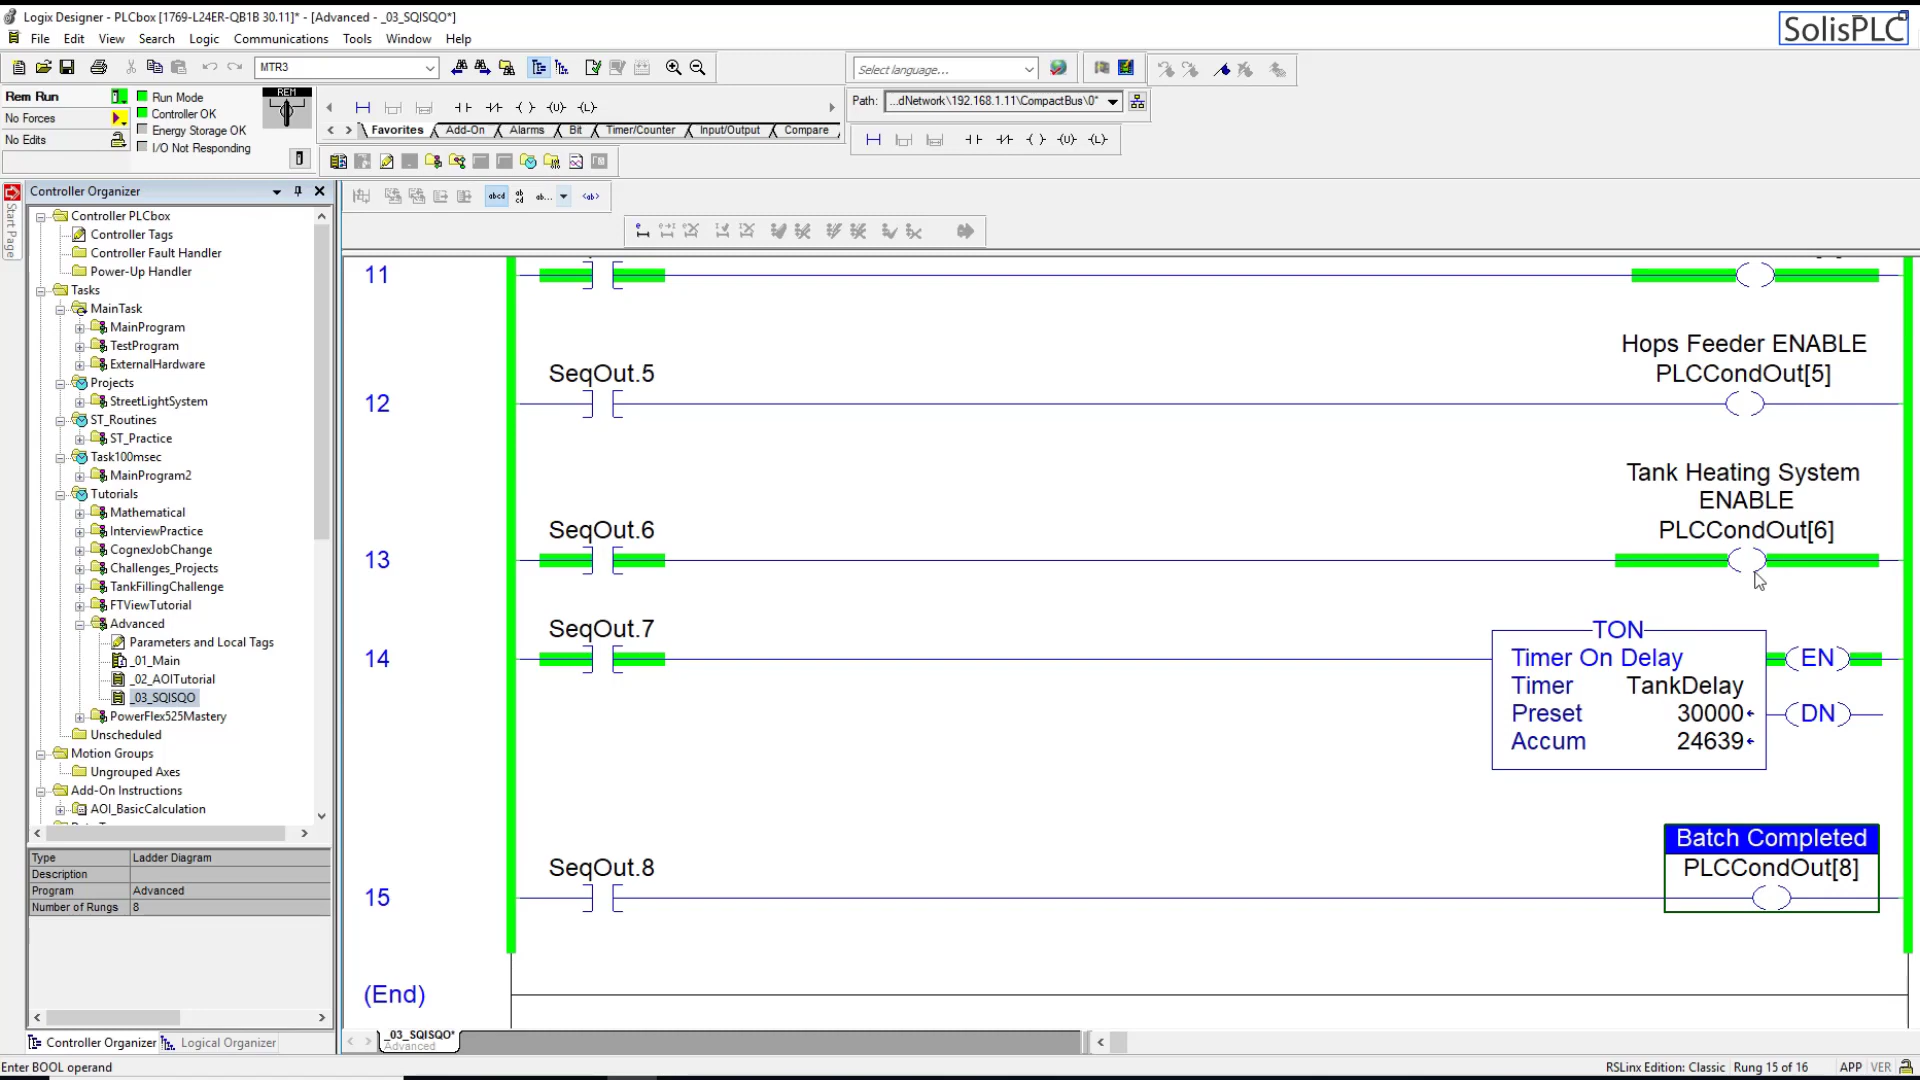 Logix Designer - PLCbox [1769-L24ER-QB1B 30.11]* - [Advanced - _03_SQISQO*]
SolisPLC
File Edit View Search Logic Communications Tools Window Help
MTR3
Select language...
Rem Run
Run Mode
REM
No Forces
Controller OK
Energy Storage OK
No Edits
I/O Not Responding
Path: ...dNetwork\192.168.1.11\CompactBus\0*
Favorites Add-On Alarms Bit Timer/Counter Input/Output Compare
Start Page
Controller Organizer
Controller PLCbox
Controller Tags
Controller Fault Handler
Power-Up Handler
Tasks
MainTask
MainProgram
TestProgram
ExternalHardware
Projects
StreetLightSystem
ST_Routines
ST_Practice
Task100msec
MainProgram2
Tutorials
Mathematical
InterviewPractice
CognexJobChange
Challenges_Projects
TankFillingChallenge
FTViewTutorial
Advanced
Parameters and Local Tags
_01_Main
_02_AOITutorial
_03_SQISQO
PowerFlex525Mastery
Unscheduled
Motion Groups
Ungrouped Axes
Add-On Instructions
AOI_BasicCalculation
Type Ladder Diagram
Description
Program Advanced
Number of Rungs 8
Controller Organizer Logical Organizer
11
Hops Feeder ENABLE
SeqOut.5 PLCCondOut[5]
12
Tank Heating System
ENABLE
SeqOut.6 PLCCondOut[6]
13
SeqOut.7 TON
14 Timer On Delay EN
Timer TankDelay
Preset 30000 DN
Accum 24639
Batch Completed
SeqOut.8 PLCCondOut[8]
15
(End)
_03_SQISQO*
Advanced
Enter BOOL operand
RSLinx Edition: Classic Rung 15 of 16 APP VER